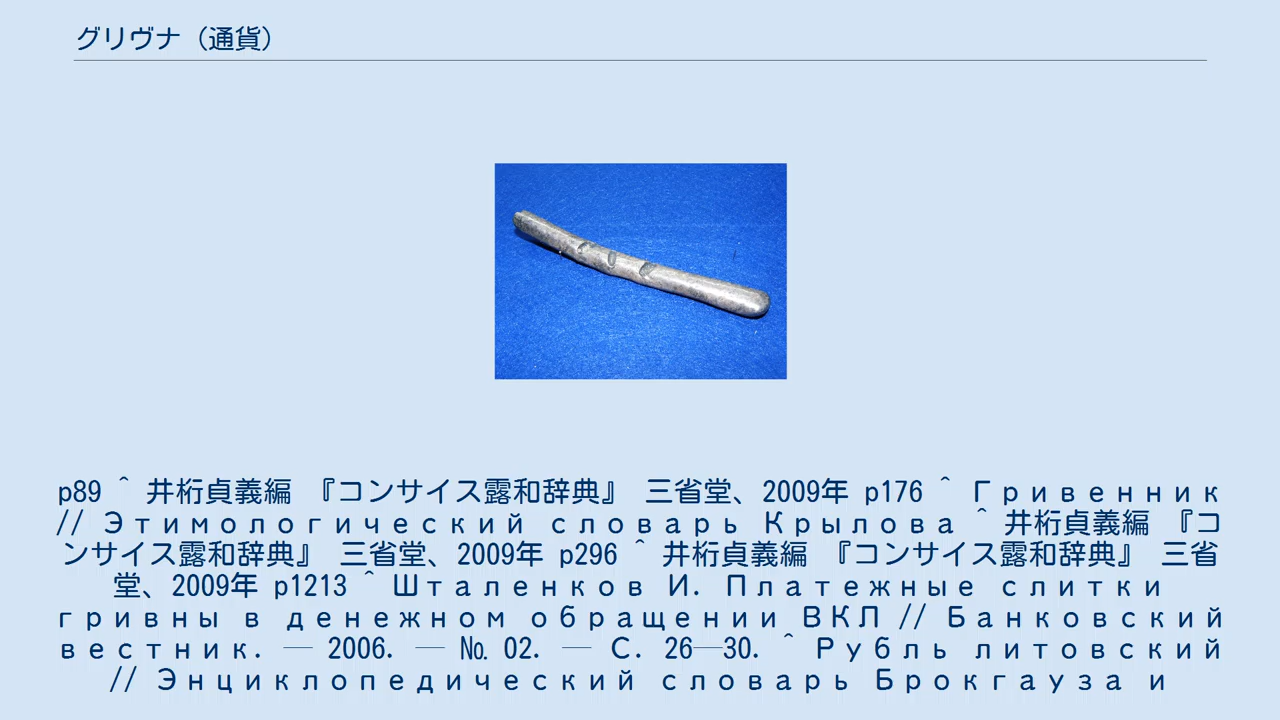 グリヴナ（通貨）
p89 ^ 井桁貞義編 『コンサイス露和辞典』 三省堂、2009年 p176 ^ Гривенник
// Этимологический словарь Крылова ^ 井桁貞義編 『コ
ンサイス露和辞典』 三省堂、2009年 p296 ^ 井桁貞義編 『コンサイス露和辞典』 三省
堂、2009年 p1213 ^ Шталенков И. Платежные слитки
гривны в денежном обращении ВКЛ // Банковский
вестник. — 2006. — №. 02. — С. 26—30. ^ Рубль литовский
// Энциклопедический словарь Брокгауза и